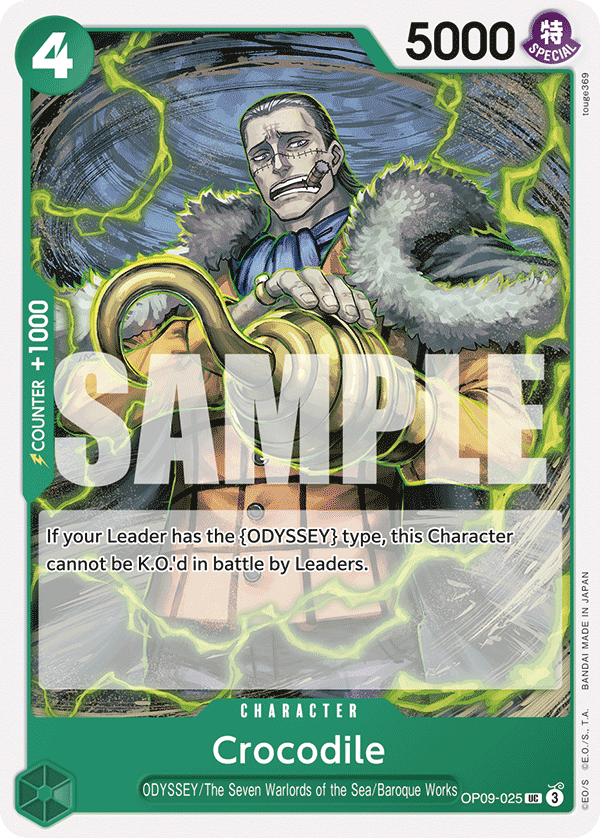 4
5000
特
SPECIAL
touge369
COUNTER +1000
SAMPLE
If your Leader has the {ODYSSEY} type, this Character
cannot be K.O.'d in battle by Leaders.
CHARACTER
Crocodile
ODYSSEY/The Seven Warlords of the Sea/Baroque Works
OP09-025 UC 3
©E.O/S ©E.O./S., T.A. BANDAI MADE IN JAPAN